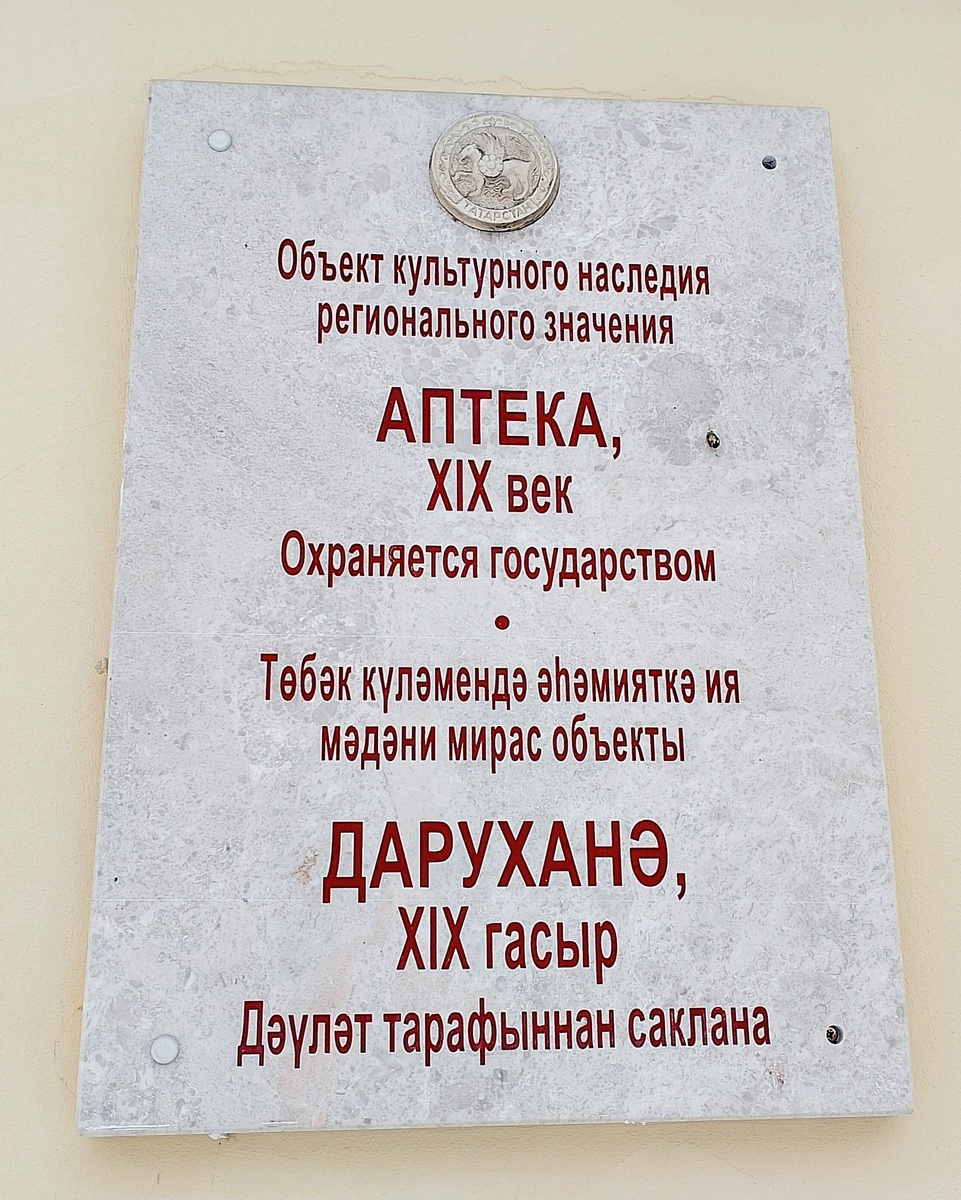 ТАТАРСТАН
Объект культурного наследия
регионального значения
АПТЕКА,
XIX век
Охраняется государством
•
Төбәк күләмендә әһәмияткә ия
мәдәни мирас объекты
ДАРУХАНӘ,
XIX гасыр
Дәүләт тарафыннан саклана